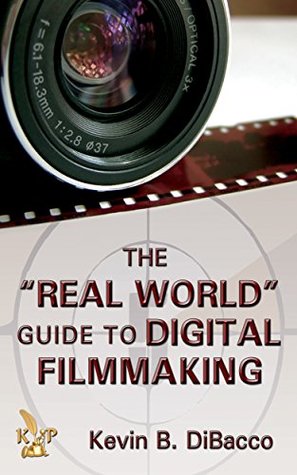 f = 6.1-18.3mm 1:2.8 ø37
OPTICAL 3x
THE
"REAL WORLD"
GUIDE TO DIGITAL
FILMMAKING
K P
Kevin B. DiBacco